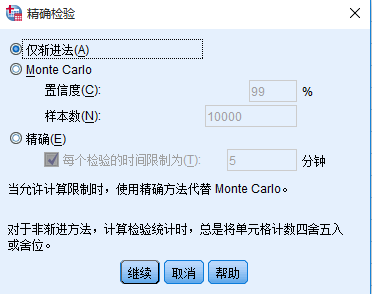 精确检验
仅渐进法(A)
Monte Carlo
置信度(C): 99 %
样本数(N): 10000
精确(E)
每个检验的时间限制为(T): 5 分钟
当允许计算限制时，使用精确方法代替 Monte Carlo。
对于非渐进方法，计算检验统计时，总是将单元格计数四舍五入
或舍位。
继续 取消 帮助